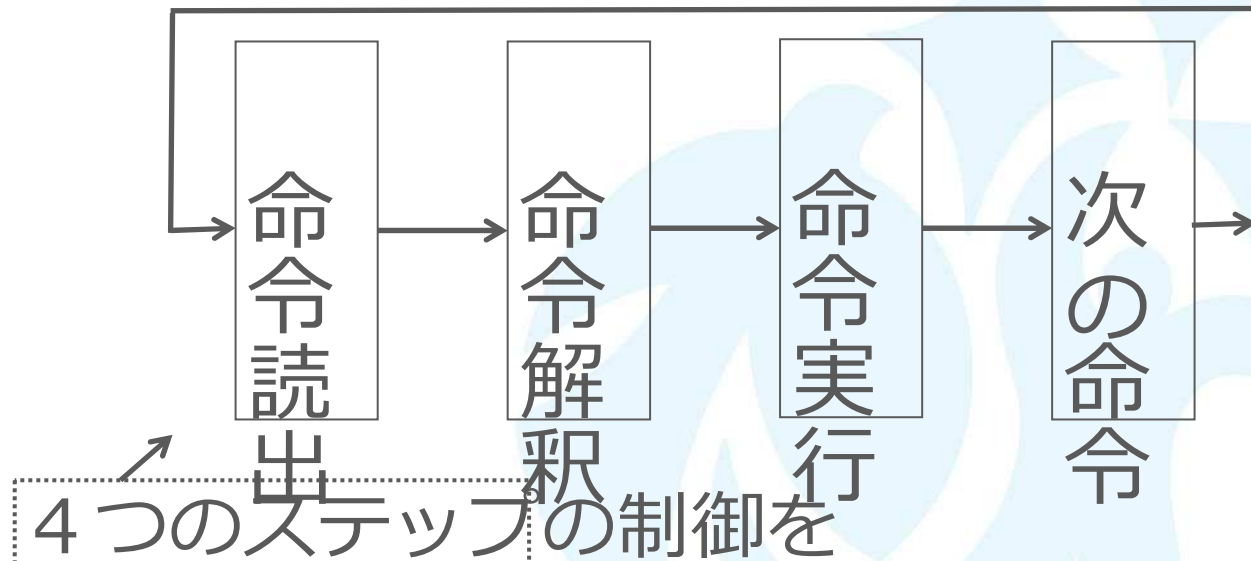 命令読出
命令解釈
命令実行
次の命令
４つのステップの制御を